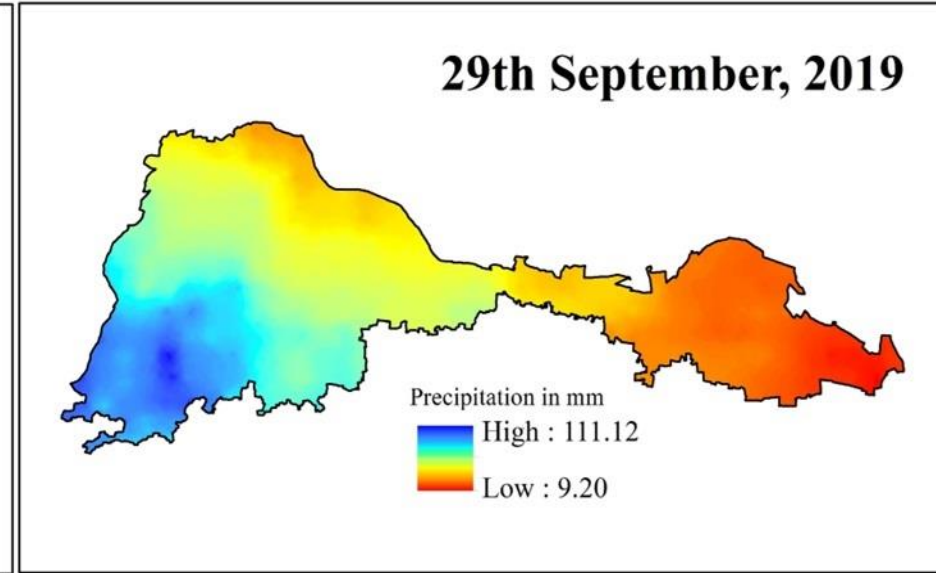 29th September, 2019
Precipitation in mm
High : 111.12
Low : 9.20